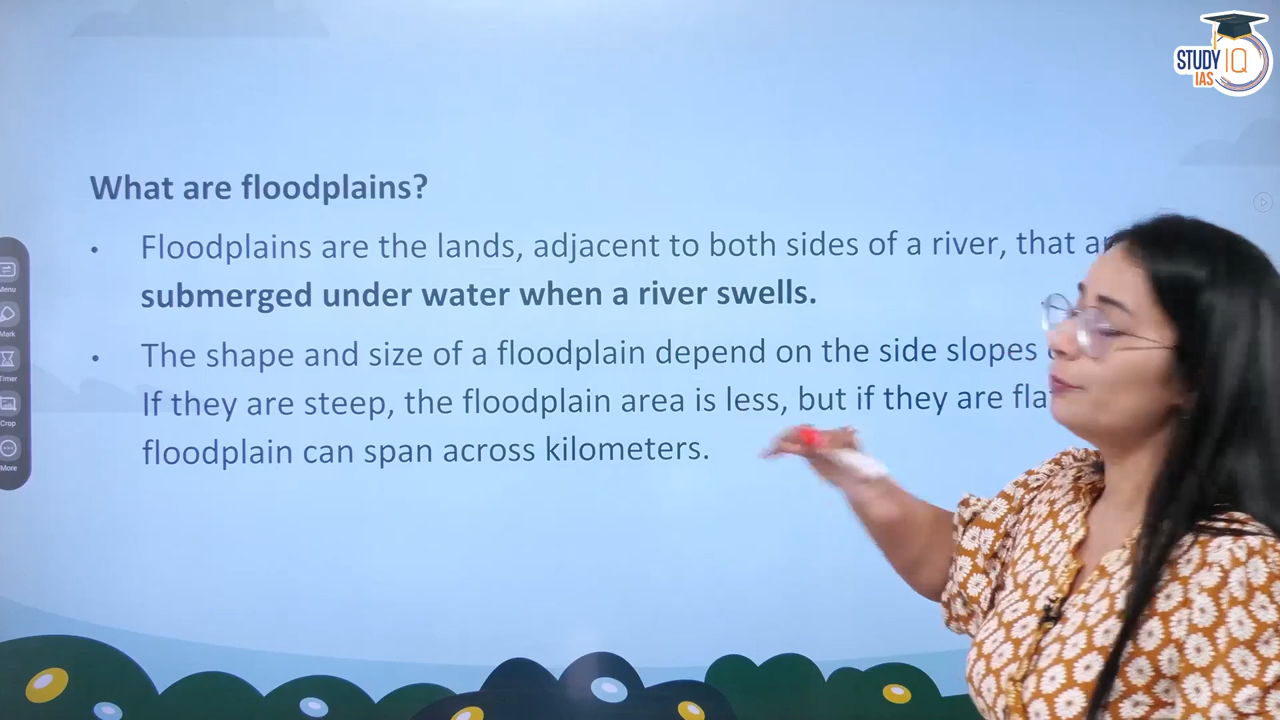 STUDY IQ
IAS
What are floodplains?
• Floodplains are the lands, adjacent to both sides of a river, that
submerged under water when a river swells.
• The shape and size of a floodplain depend on the side slopes
If they are steep, the floodplain area is less, but if they are
floodplain can span across kilometers.
Menu
Mark
Timer
Crop
More